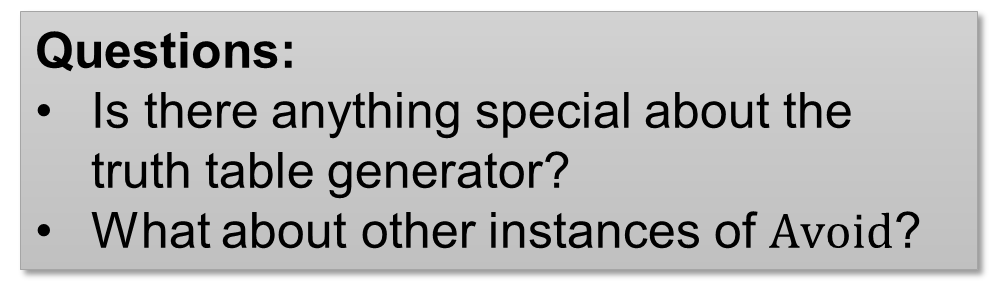 Questions:
• Is there anything special about the
truth table generator?
• What about other instances of Avoid?